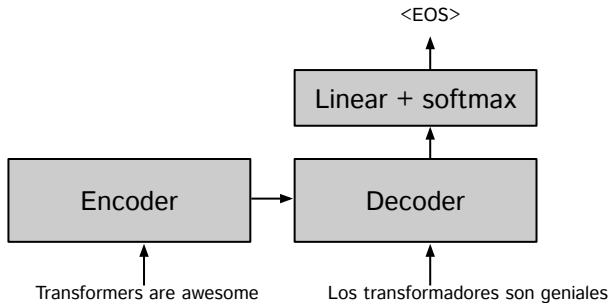 <EOS>
Linear + softmax
Encoder
Decoder
Transformers are awesome
Los transformadores son geniales